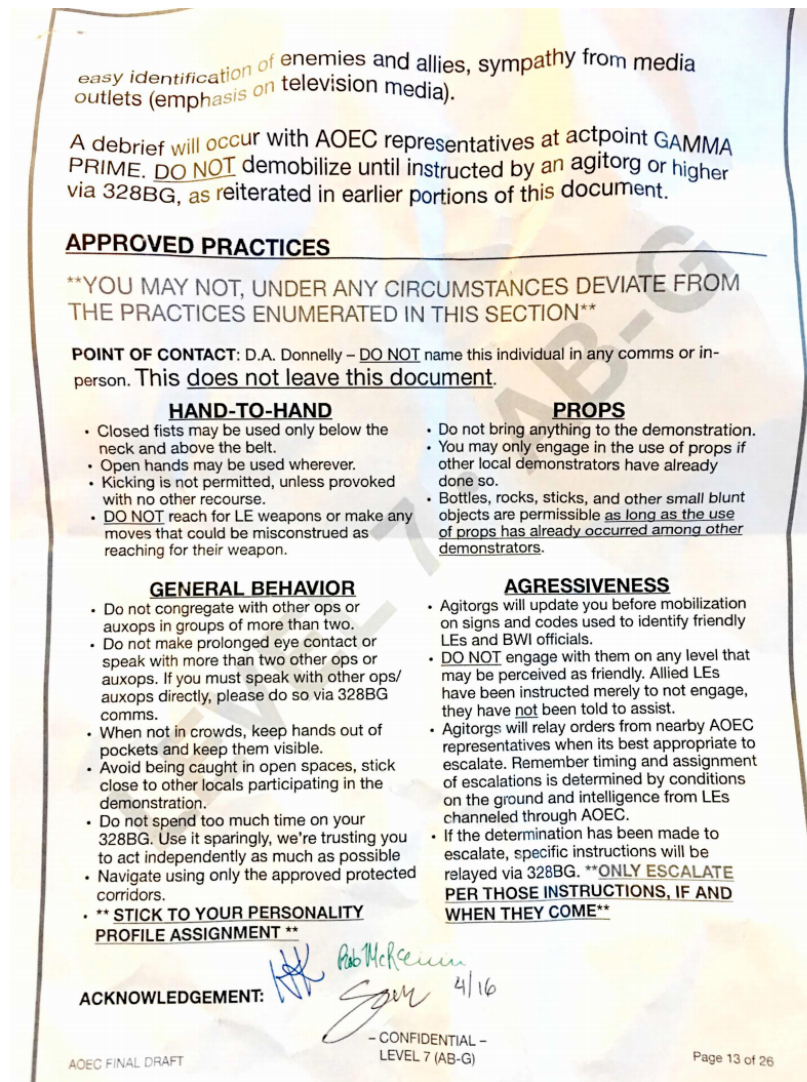 easy identification of enemies and allies, sympathy from media
outlets (emphasis on television media).
A debrief will occur with AOEC representatives at actpoint GAMMA
PRIME. DO NOT demobilize until instructed by an agitorg or higher
via 328BG, as reiterated in earlier portions of this document.
APPROVED PRACTICES
**YOU MAY NOT, UNDER ANY CIRCUMSTANCES DEVIATE FROM
THE PRACTICES ENUMERATED IN THIS SECTION**
POINT OF CONTACT: D.A. Donnelly – DO NOT name this individual in any comms or in-
person. This does not leave this document.
HAND-TO-HAND
• Closed fists may be used only below the
neck and above the belt.
• Open hands may be used wherever.
• Kicking is not permitted, unless provoked
with no other recourse.
• DO NOT reach for LE weapons or make any
moves that could be misconstrued as
reaching for their weapon.
PROPS
• Do not bring anything to the demonstration.
• You may only engage in the use of props if
other local demonstrators have already
done so.
• Bottles, rocks, sticks, and other small blunt
objects are permissible as long as the use
of props has already occurred among other
demonstrators.
GENERAL BEHAVIOR
• Do not congregate with other ops or
auxops in groups of more than two.
• Do not make prolonged eye contact or
speak with more than two other ops or
auxops. If you must speak with other ops/
auxops directly, please do so via 328BG
comms.
• When not in crowds, keep hands out of
pockets and keep them visible.
• Avoid being caught in open spaces, stick
close to other locals participating in the
demonstration.
• Do not spend too much time on your
328BG. Use it sparingly, we're trusting you
to act independently as much as possible
• Navigate using only the approved protected
corridors.
• ** STICK TO YOUR PERSONALITY
PROFILE ASSIGNMENT **
AGRESSIVENESS
• Agitorgs will update you before mobilization
on signs and codes used to identify friendly
LEs and BWI officials.
• DO NOT engage with them on any level that
may be perceived as friendly. Allied LEs
have been instructed merely to not engage,
they have not been told to assist.
• Agitorgs will relay orders from nearby AOEC
representatives when its best appropriate to
escalate. Remember timing and assignment
of escalations is determined by conditions
on the ground and intelligence from LEs
channeled through AOEC.
• If the determination has been made to
escalate, specific instructions will be
relayed via 328BG. **ONLY ESCALATE
PER THOSE INSTRUCTIONS, IF AND
WHEN THEY COME**
ACKNOWLEDGEMENT:
4/16
– CONFIDENTIAL –
LEVEL 7 (AB-G)
AOEC FINAL DRAFT
Page 13 of 26
LEVEL 7, AB-G